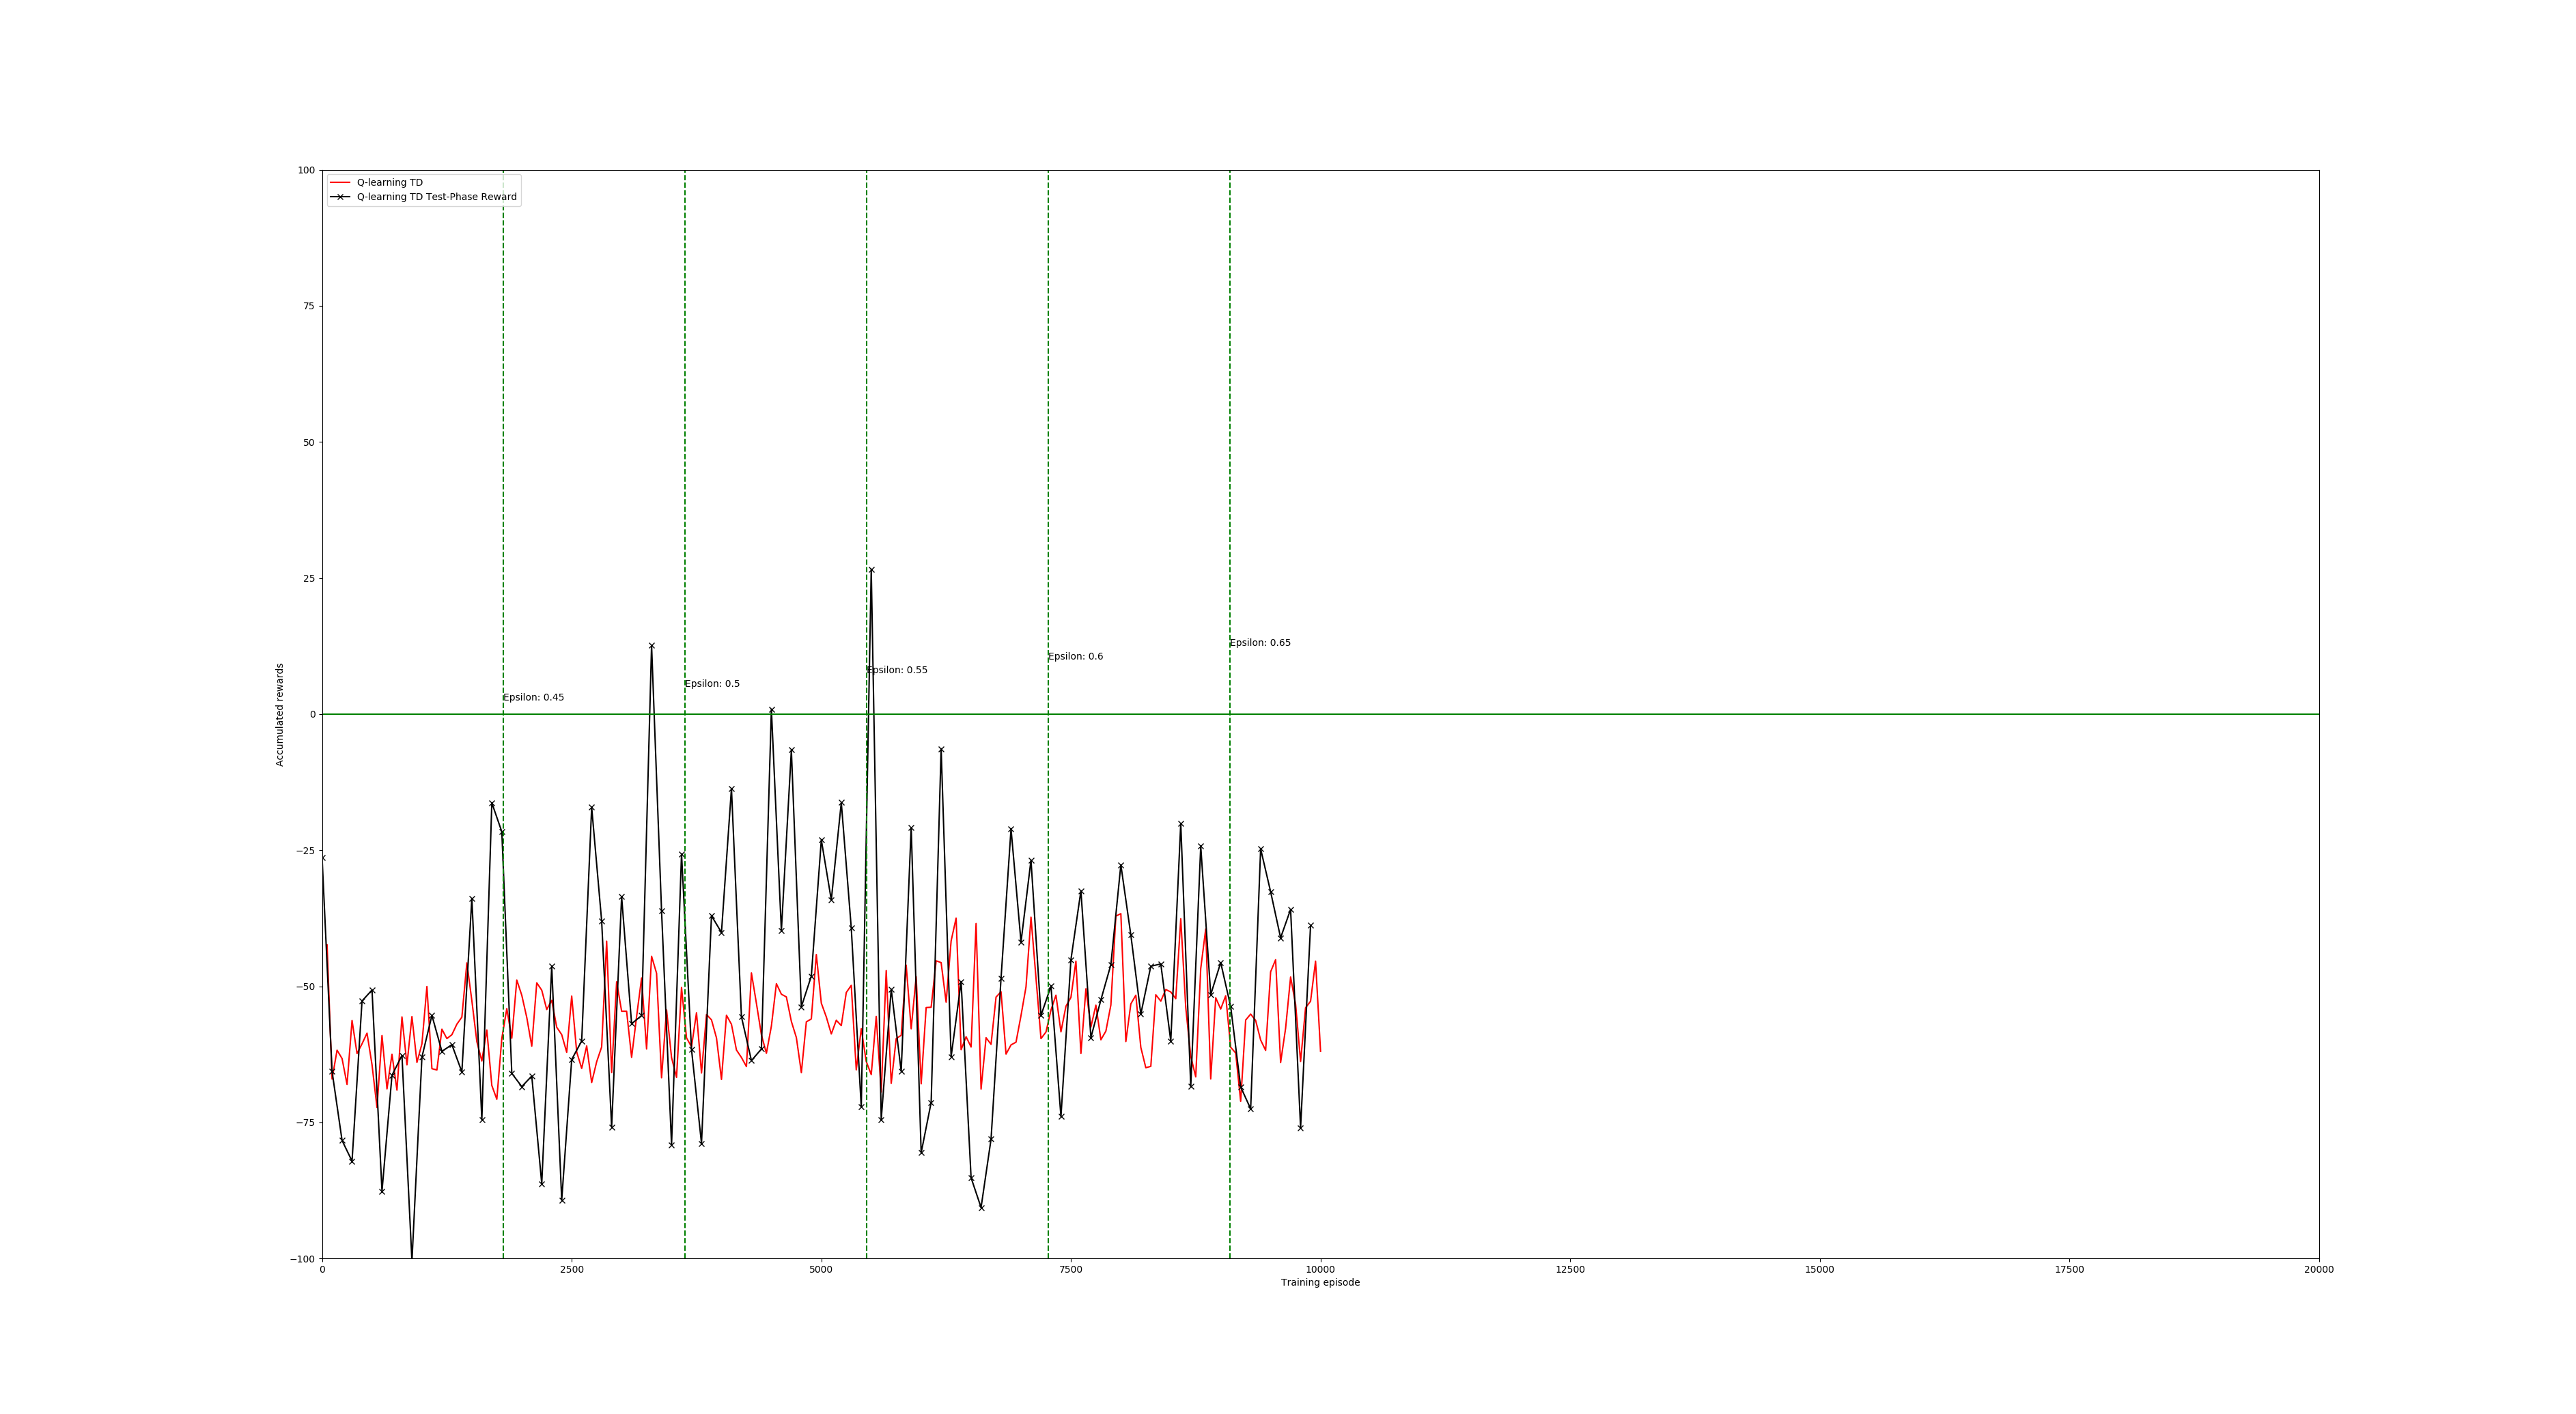 100
75
50
25
0
−25
−50
−75
−100
Accumulated rewards
Q-learning TD
Q-learning TD Test-Phase Reward
Epsilon: 0.45
Epsilon: 0.5
Epsilon: 0.55
Epsilon: 0.6
Epsilon: 0.65
0 2500 5000 7500 10000 12500 15000 17500 20000
Training episode